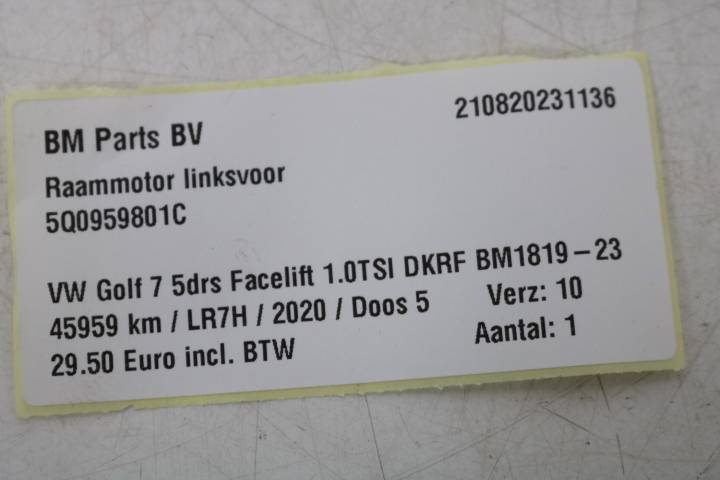 BM Parts BV
210820231136
Raammotor linksvoor
5Q0959801C
VW Golf 7 5drs Facelift 1.0TSI DKRF BM1819-23
45959 km / LR7H / 2020 / Doos 5
Verz: 10
29.50 Euro incl. BTW
Aantal: 1